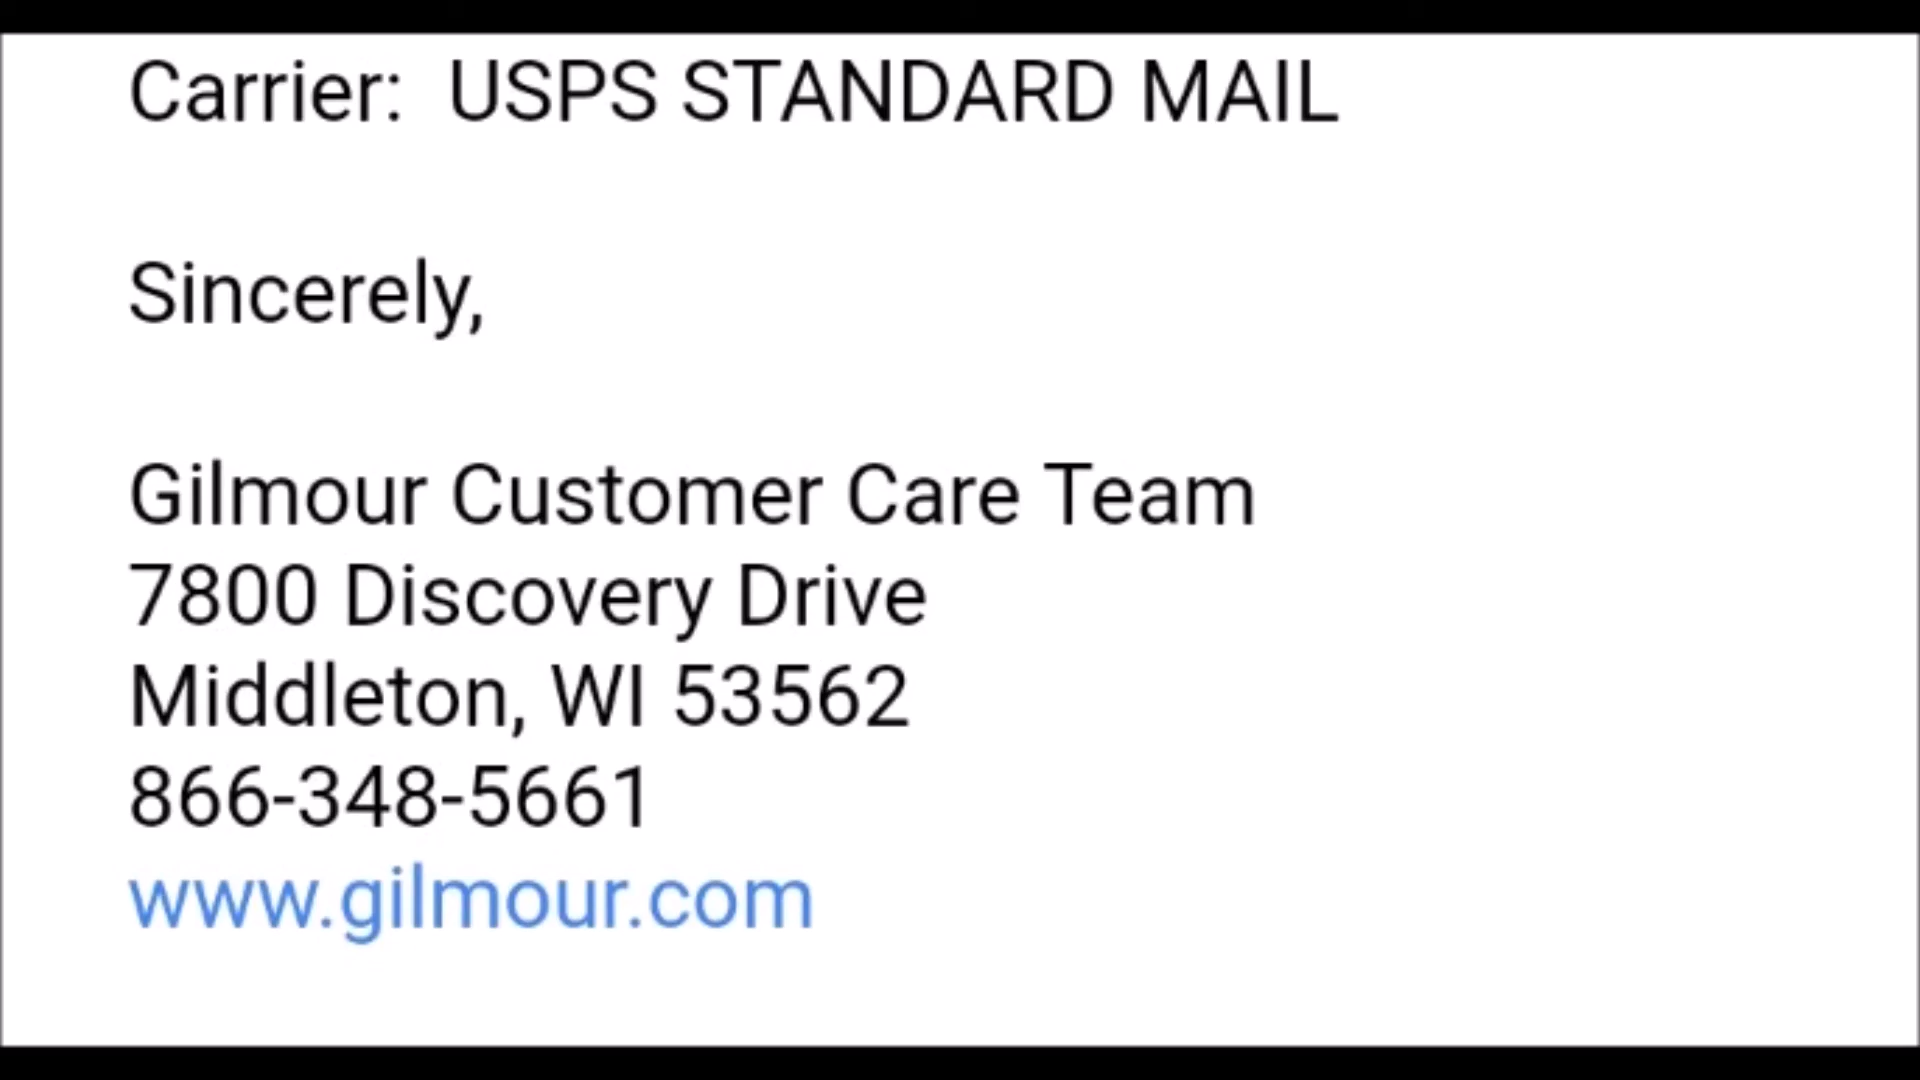 Carrier:  USPS STANDARD MAIL
Sincerely,
Gilmour Customer Care Team
7800 Discovery Drive
Middleton, WI 53562
866-348-5661
www.gilmour.com